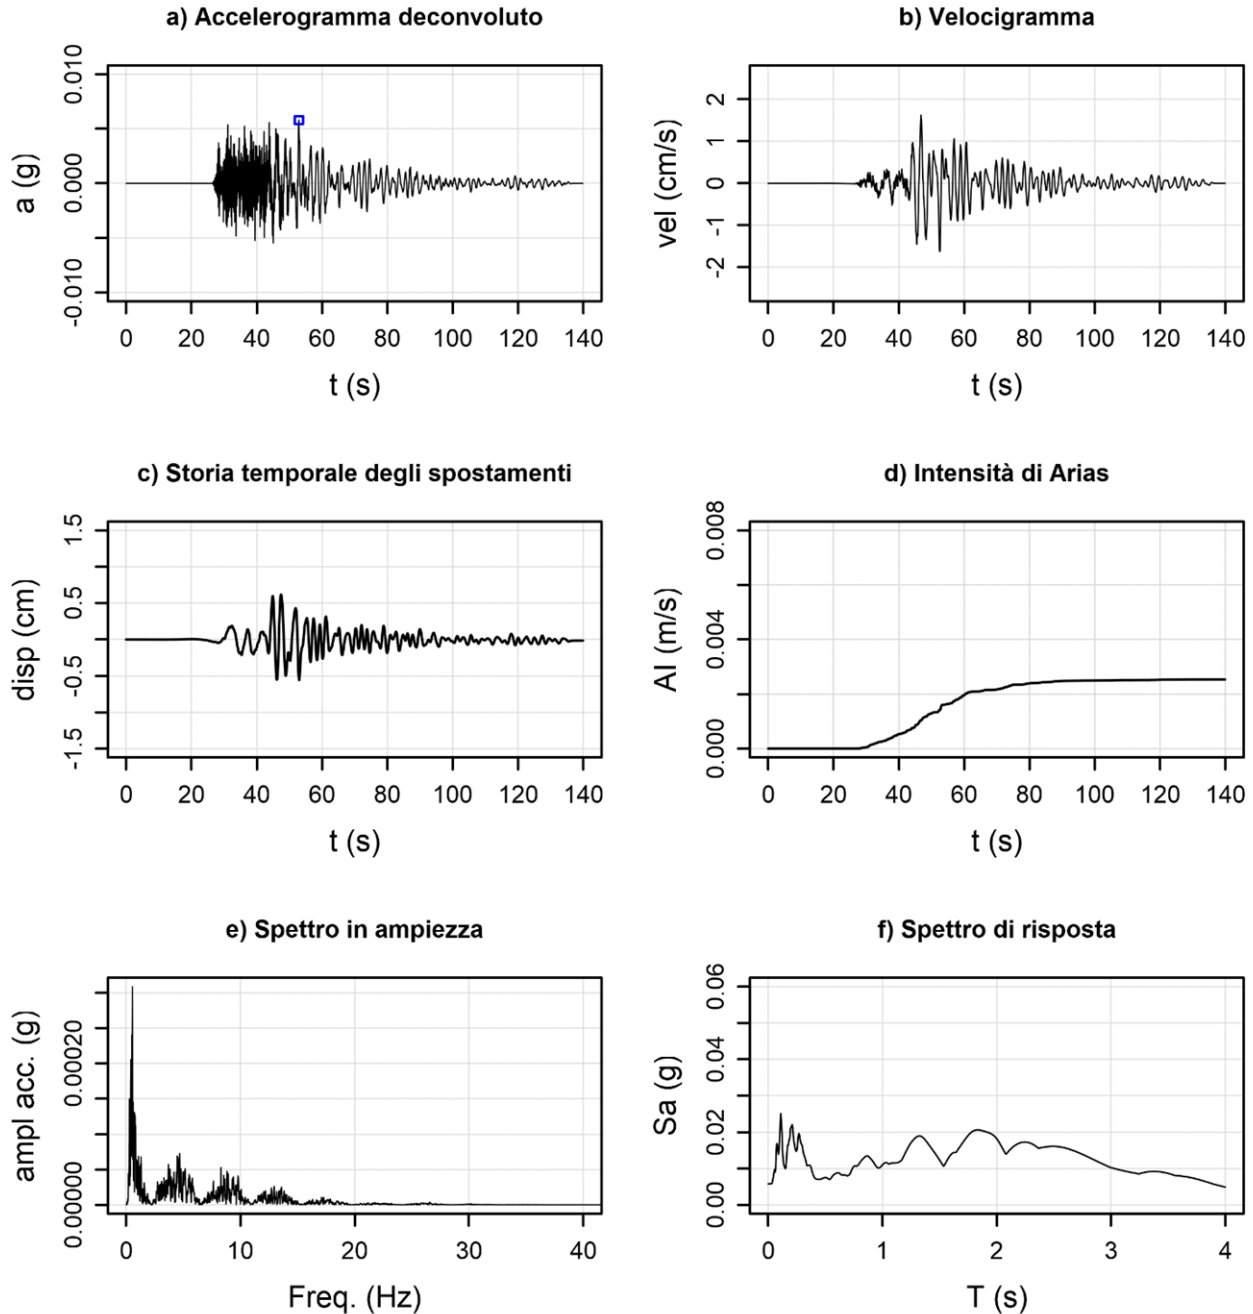 a) Accelerogramma deconvoluto
a (g)
0.010
0.000
-0.010
0 20 40 60 80 100 120 140
t (s)
b) Velocigramma
vel (cm/s)
2
1
0
-1
-2
0 20 40 60 80 100 120 140
t (s)
c) Storia temporale degli spostamenti
disp (cm)
1.5
0.5
-0.5
-1.5
0 20 40 60 80 100 120 140
t (s)
d) Intensità di Arias
AI (m/s)
0.008
0.004
0.000
0 20 40 60 80 100 120 140
t (s)
e) Spettro in ampiezza
ampl acc. (g)
0.00020
0.00000
0 10 20 30 40
Freq. (Hz)
f) Spettro di risposta
Sa (g)
0.06
0.04
0.02
0.00
0 1 2 3 4
T (s)